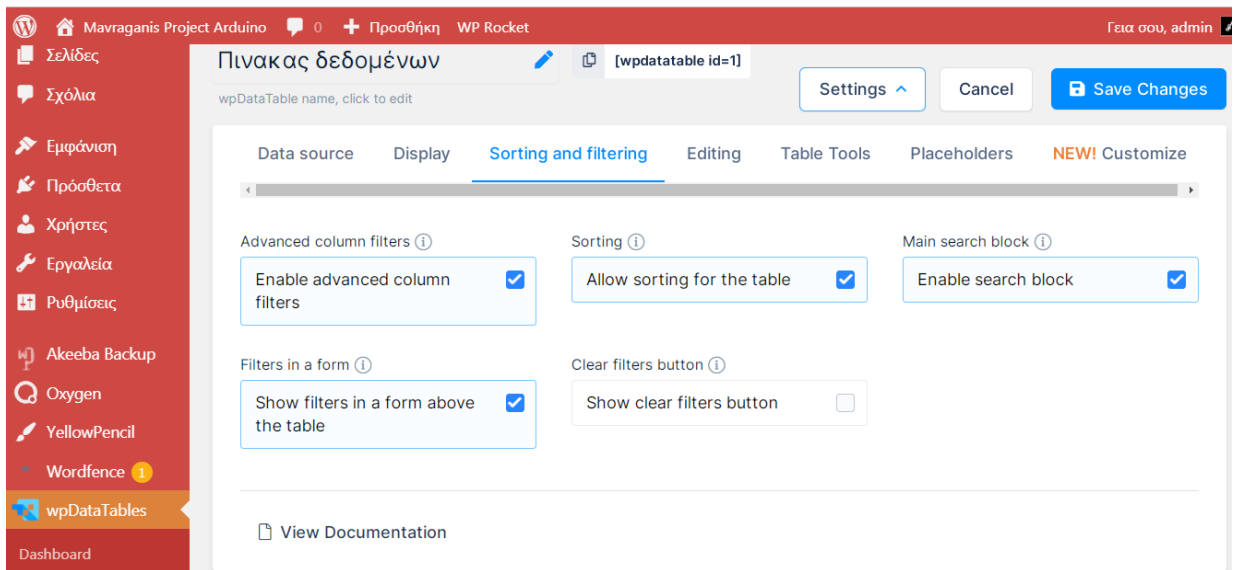 Mavraganis Project Arduino 0 Προσθήκη WP Rocket Γεια σου, admin
Σελίδες
Σχόλια
Εμφάνιση
Πρόσθετα
Χρήστες
Εργαλεία
Ρυθμίσεις
Akeeba Backup
Oxygen
YellowPencil
Wordfence 1
wpDataTables
Dashboard
Πινακας δεδομένων
[wpdatatable id=1]
wpDataTable name, click to edit
Settings
Cancel
Save Changes
Data source Display Sorting and filtering Editing Table Tools Placeholders NEW! Customize
Advanced column filters
Enable advanced column
filters
Sorting
Allow sorting for the table
Main search block
Enable search block
Filters in a form
Show filters in a form above
the table
Clear filters button
Show clear filters button
View Documentation